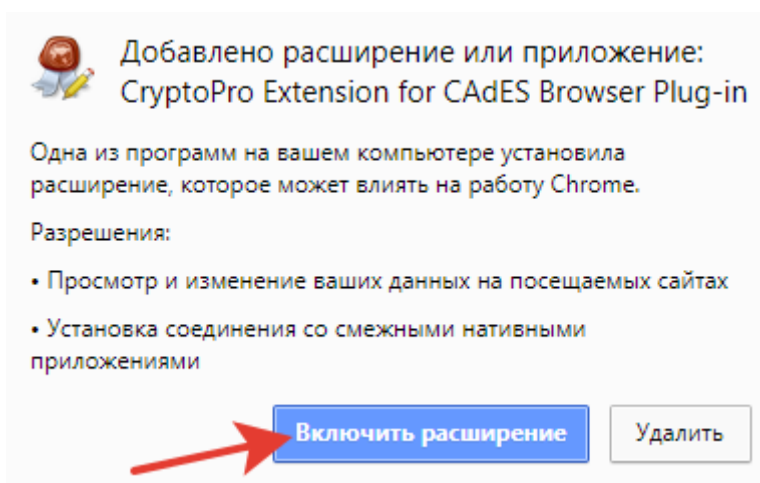 Добавлено расширение или приложение:
CryptoPro Extension for CAdES Browser Plug-in
Одна из программ на вашем компьютере установила
расширение, которое может влиять на работу Chrome.
Разрешения:
• Просмотр и изменение ваших данных на посещаемых сайтах
• Установка соединения со смежными нативными
приложениями
Включить расширение
Удалить